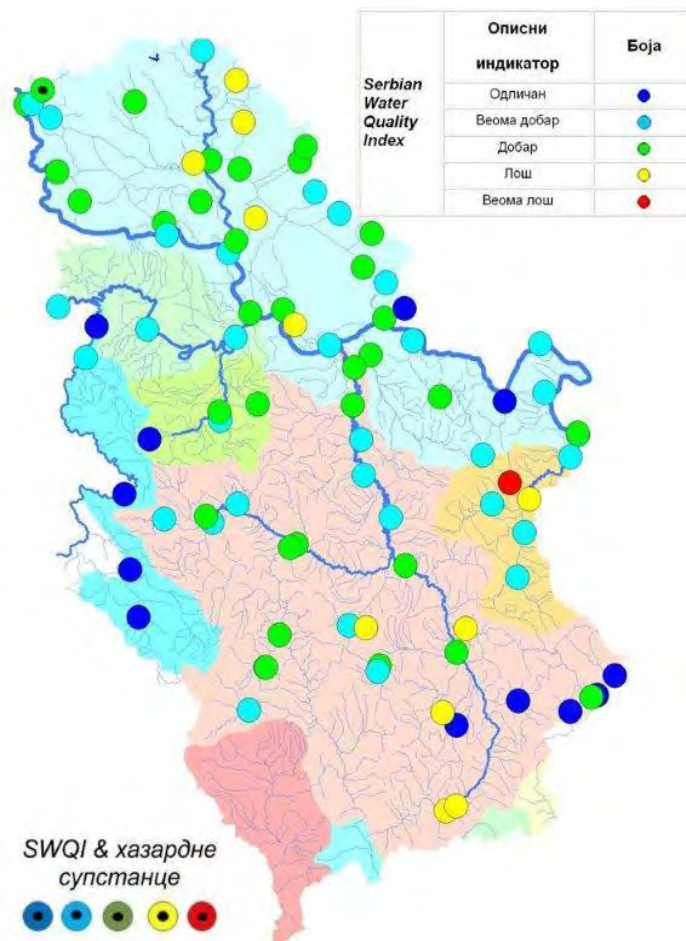 Описни
индикатор
Боја
Serbian
Water
Quality
Index
Одличан
Веома добар
Добар
Лош
Веома лош
SWQI & хазардне
супстанце